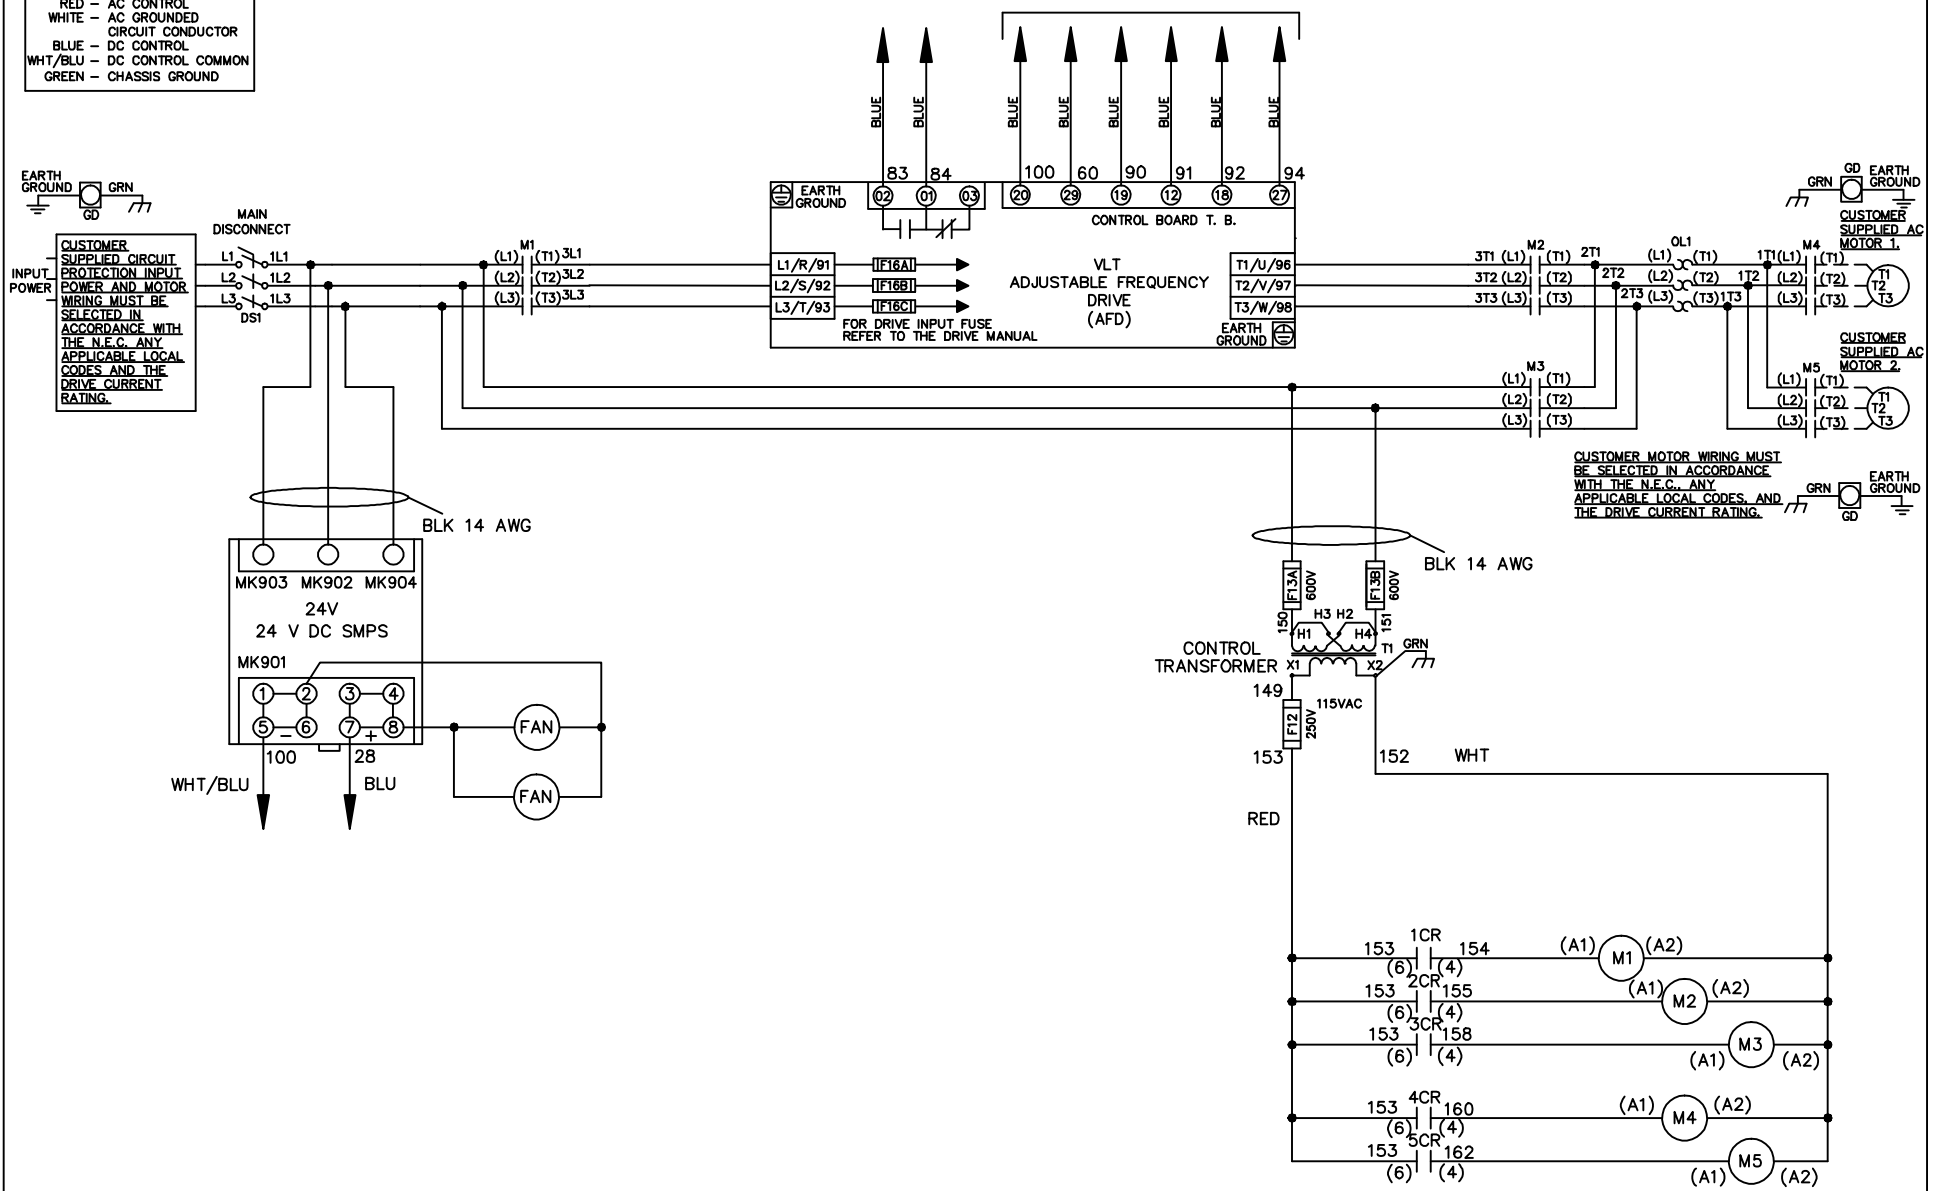 RED – AC CONTROL
WHITE – AC GROUNDED
CIRCUIT CONDUCTOR
BLUE – DC CONTROL
WHT/BLU – DC CONTROL COMMON
GREEN – CHASSIS GROUND
BLUE
BLUE
BLUE
BLUE
BLUE
BLUE
BLUE
BLUE
83
84
100
60
90
91
92
94
EARTH
GROUND
GRN
GD
EARTH
GROUND
02
01
03
20
29
19
12
18
27
CONTROL BOARD T. B.
GD
EARTH
GROUND
GRN
MAIN
DISCONNECT
CUSTOMER
SUPPLIED CIRCUIT
PROTECTION INPUT
POWER AND MOTOR
WIRING MUST BE
SELECTED IN
ACCORDANCE WITH
THE N.E.C. ANY
APPLICABLE LOCAL
CODES AND THE
DRIVE CURRENT
RATING.
INPUT
POWER
L1
1L1
L2
1L2
L3
1L3
DS1
M1
(L1) (T1) 3L1
(L2) (T2) 3L2
(L3) (T3) 3L3
L1/R/91
F16A
L2/S/92
F16B
L3/T/93
F16C
FOR DRIVE INPUT FUSE
REFER TO THE DRIVE MANUAL
VLT
ADJUSTABLE FREQUENCY
DRIVE
(AFD)
T1/U/96
T2/V/97
T3/W/98
EARTH
GROUND
M2
3T1 (L1) (T1) 2T1
3T2 (L2) (T2) 2T2
3T3 (L3) (T3) 2T3
OL1
(L1) (T1) 1T1
(L2) (T2) 1T2
(L3) (T3) 1T3
M4
(L1) (T1)
(L2) (T2)
(L3) (T3)
T1
T2
T3
CUSTOMER
SUPPLIED AC
MOTOR 1.
CUSTOMER
SUPPLIED AC
MOTOR 2.
M3
(L1) (T1)
(L2) (T2)
(L3) (T3)
M5
(L1) (T1)
(L2) (T2)
(L3) (T3)
T1
T2
T3
CUSTOMER MOTOR WIRING MUST
BE SELECTED IN ACCORDANCE
WITH THE N.E.C., ANY
APPLICABLE LOCAL CODES, AND
THE DRIVE CURRENT RATING.
GRN
EARTH
GROUND
GD
BLK 14 AWG
MK903 MK902 MK904
24V
24 V DC SMPS
MK901
1 2 3 4
5 – 6 7 + 8
100
28
WHT/BLU
BLU
FAN
FAN
BLK 14 AWG
F13A
600V
F13B
600V
150
151
H3 H2
H1
H4
CONTROL
TRANSFORMER
T1
GRN
X1
X2
149
115VAC
F12
250V
153
152
WHT
RED
1CR
153 154
(6) (4)
(A1) M1 (A2)
2CR
153 155
(6) (4)
(A1) M2 (A2)
3CR
153 158
(6) (4)
(A1) M3 (A2)
4CR
153 160
(6) (4)
(A1) M4 (A2)
5CR
153 162
(6) (4)
(A1) M5 (A2)